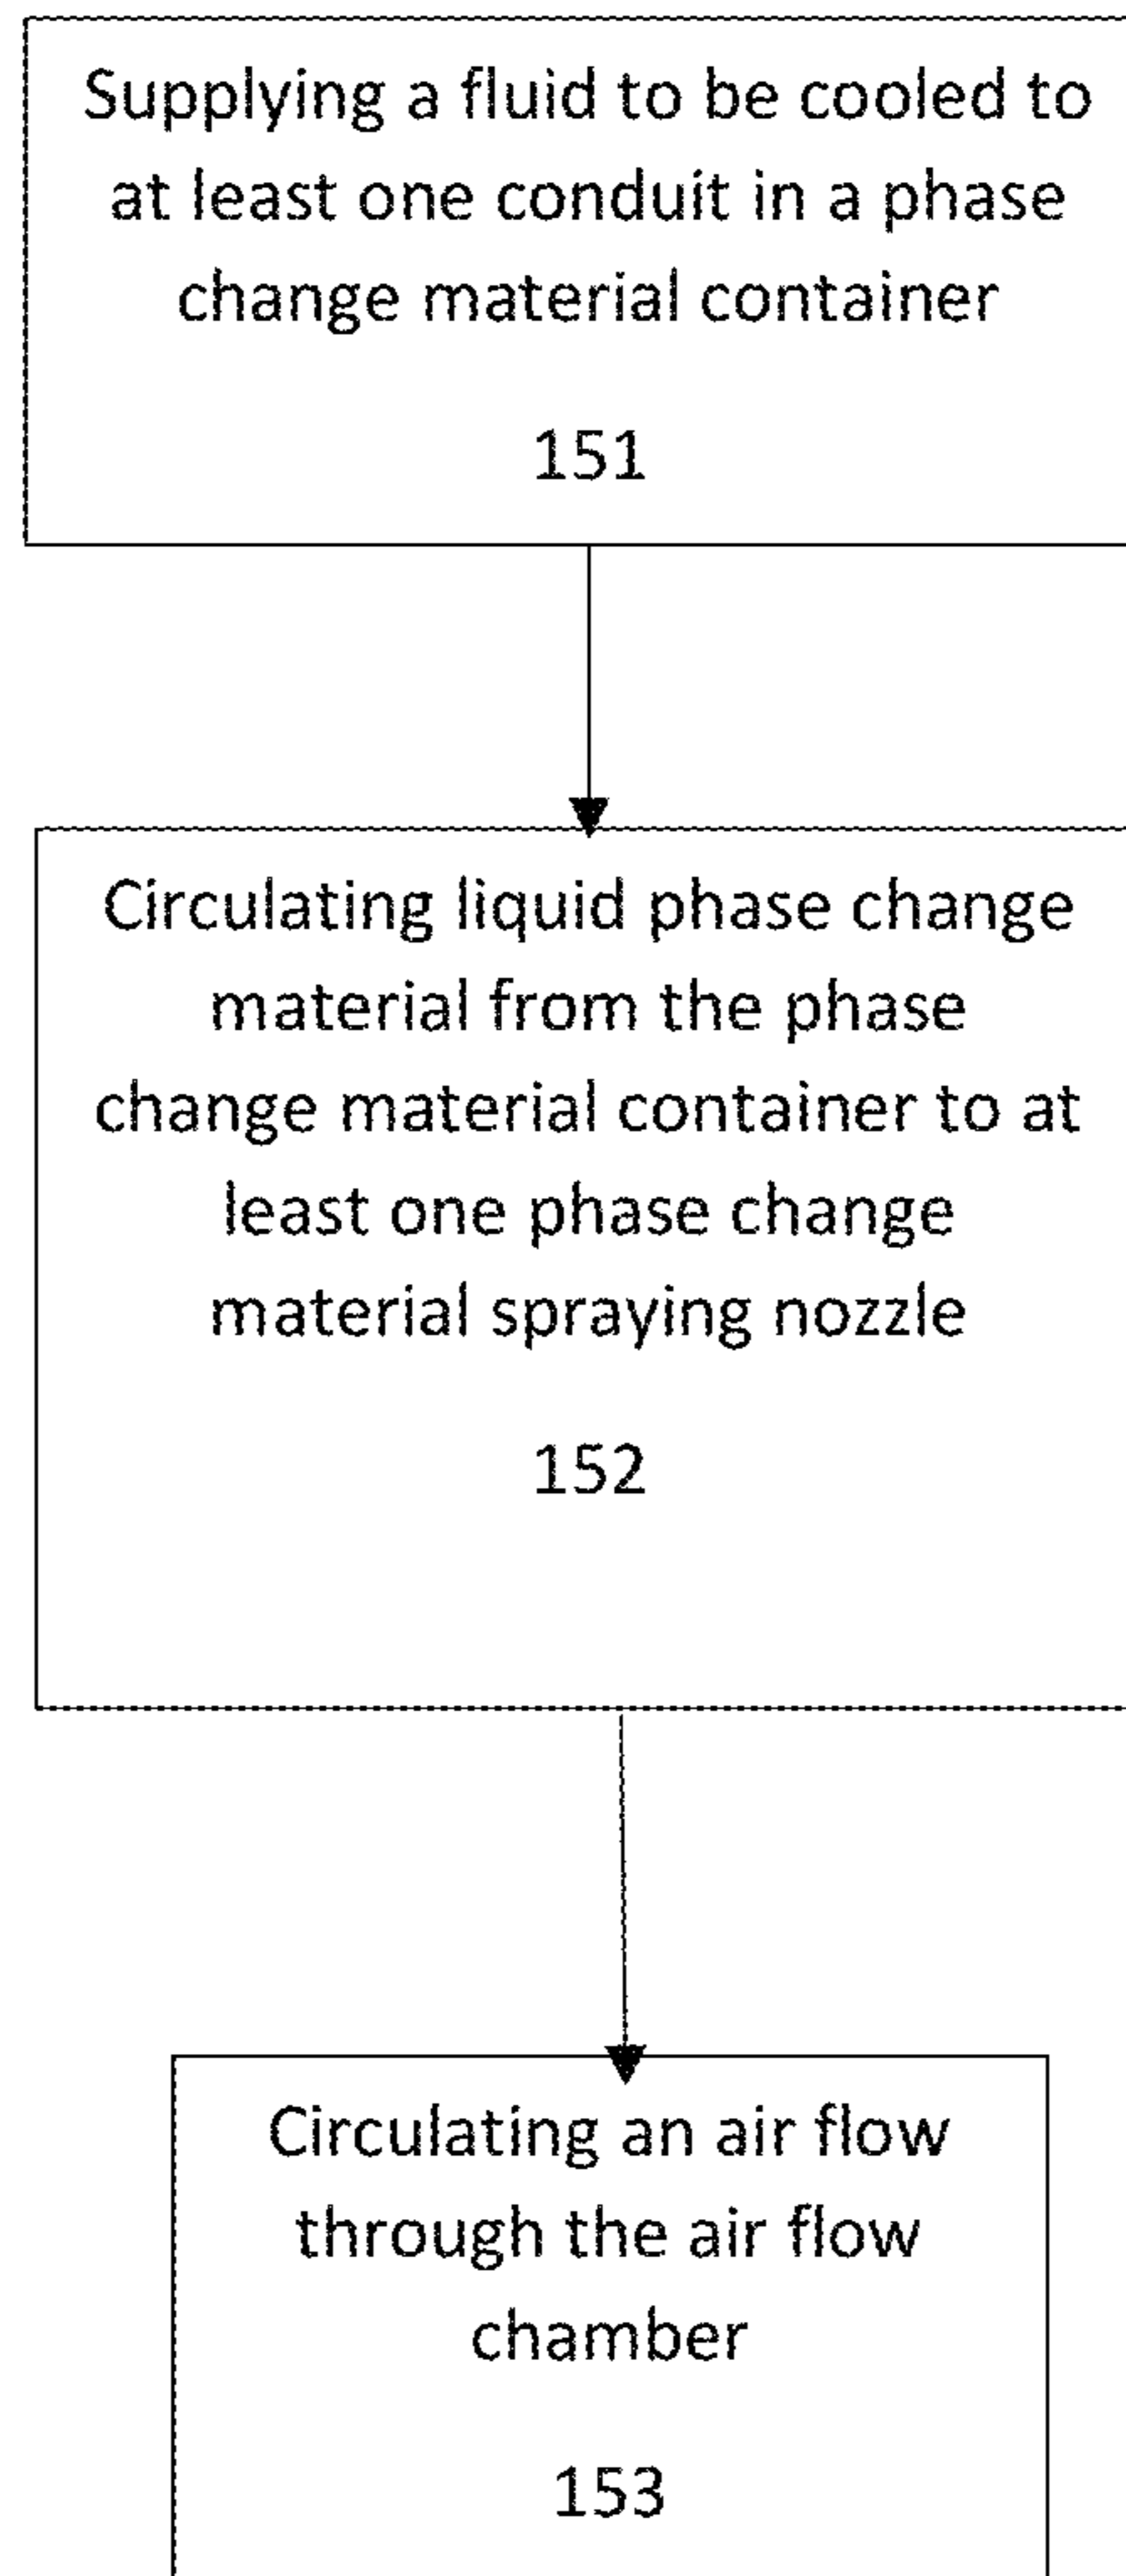 Supplying a fluid to be cooled to
at least one conduit in a phase
change material container
151
Circulating liquid phase change
material from the phase
change material container to at
least one phase change
material spraying nozzle
152
Circulating an air flow
through the air flow
chamber
153